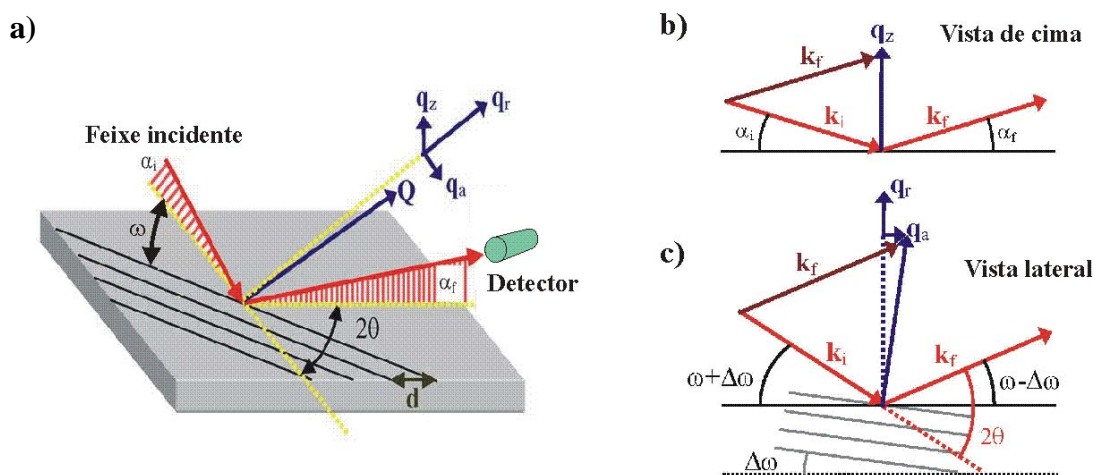 a)
Feixe incidente
αi
ω
qz
qr
qa
Q
Detector
αf
2θ
d
b)
Vista de cima
qz
kf
ki
kf
αi
αf
c)
Vista lateral
qr
qa
kf
ki
kf
ω+Δω
ω-Δω
2θ
Δω